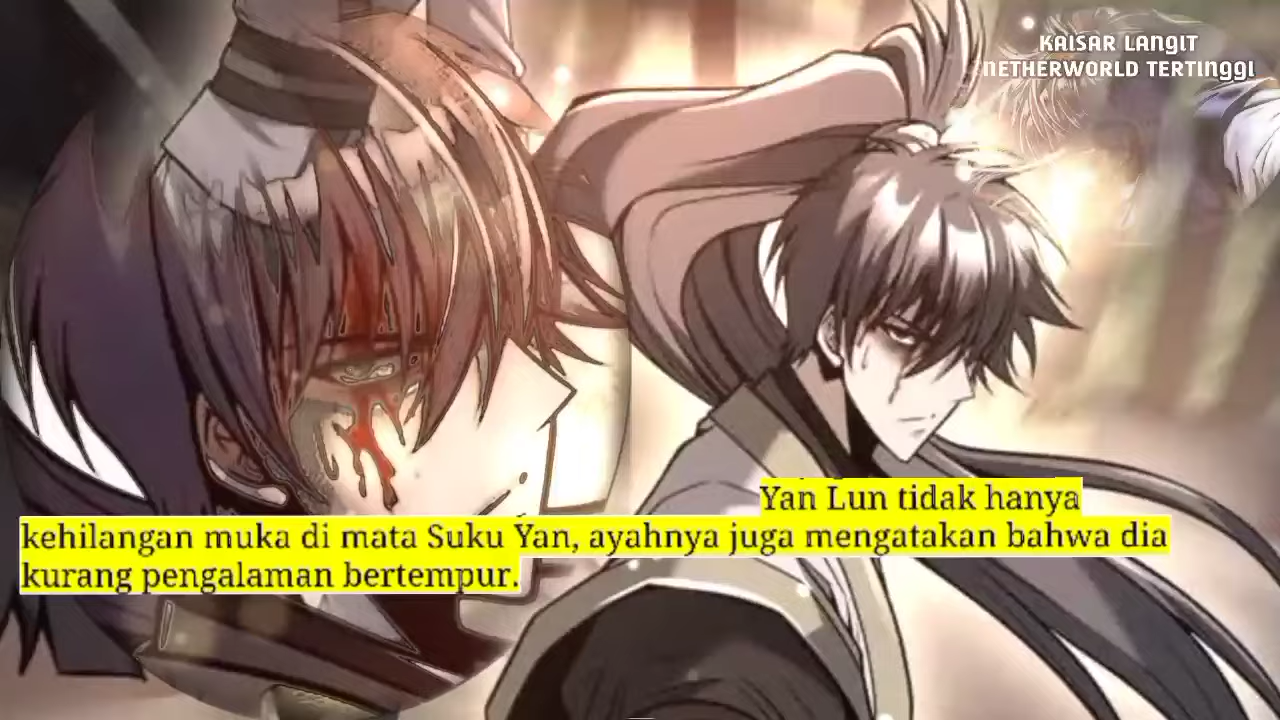 KAISAR LANGIT
NETHERWORLD TERTINGGI
Yan Lun tidak hanya
kehilangan muka di mata Suku Yan, ayahnya juga mengatakan bahwa dia
kurang pengalaman bertempur.